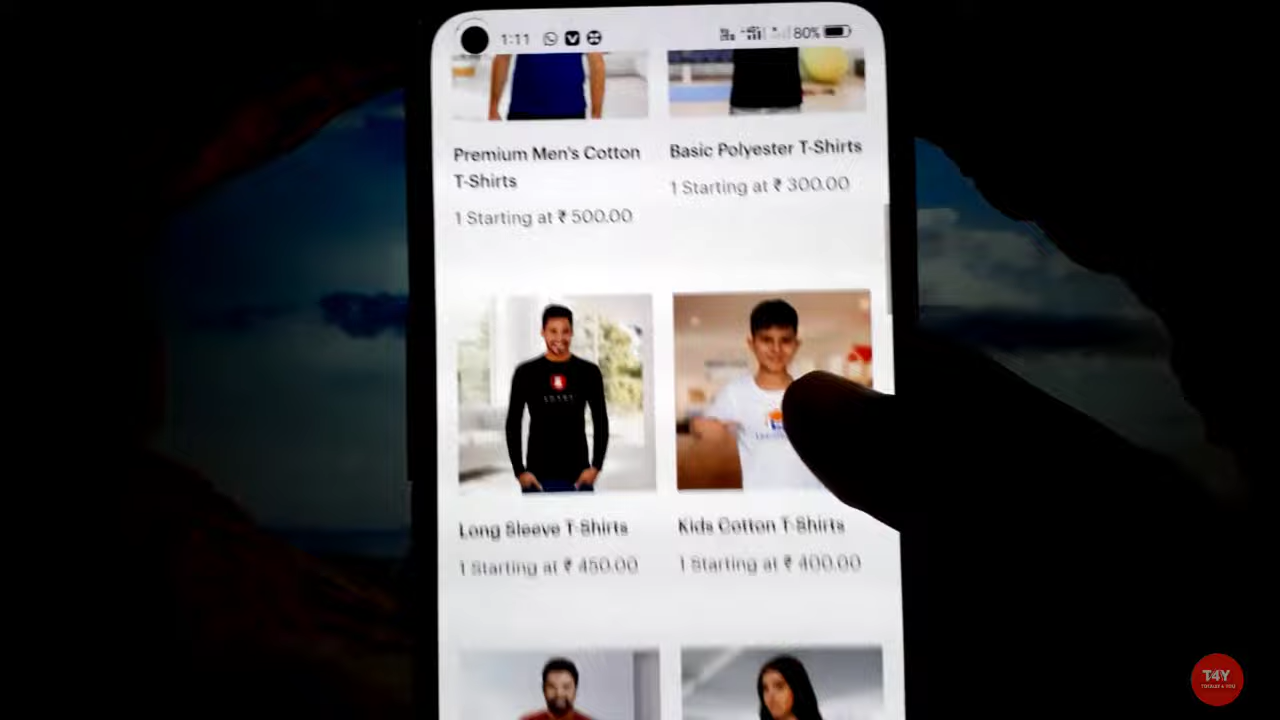 1:11
80%
Premium Men's Cotton
T-Shirts
1 Starting at ₹ 500.00
Basic Polyester T-Shirts
1 Starting at ₹ 300.00
Long Sleeve T-Shirts
1 Starting at ₹ 450.00
Kids Cotton T-Shirts
1 Starting at ₹ 400.00
T4Y